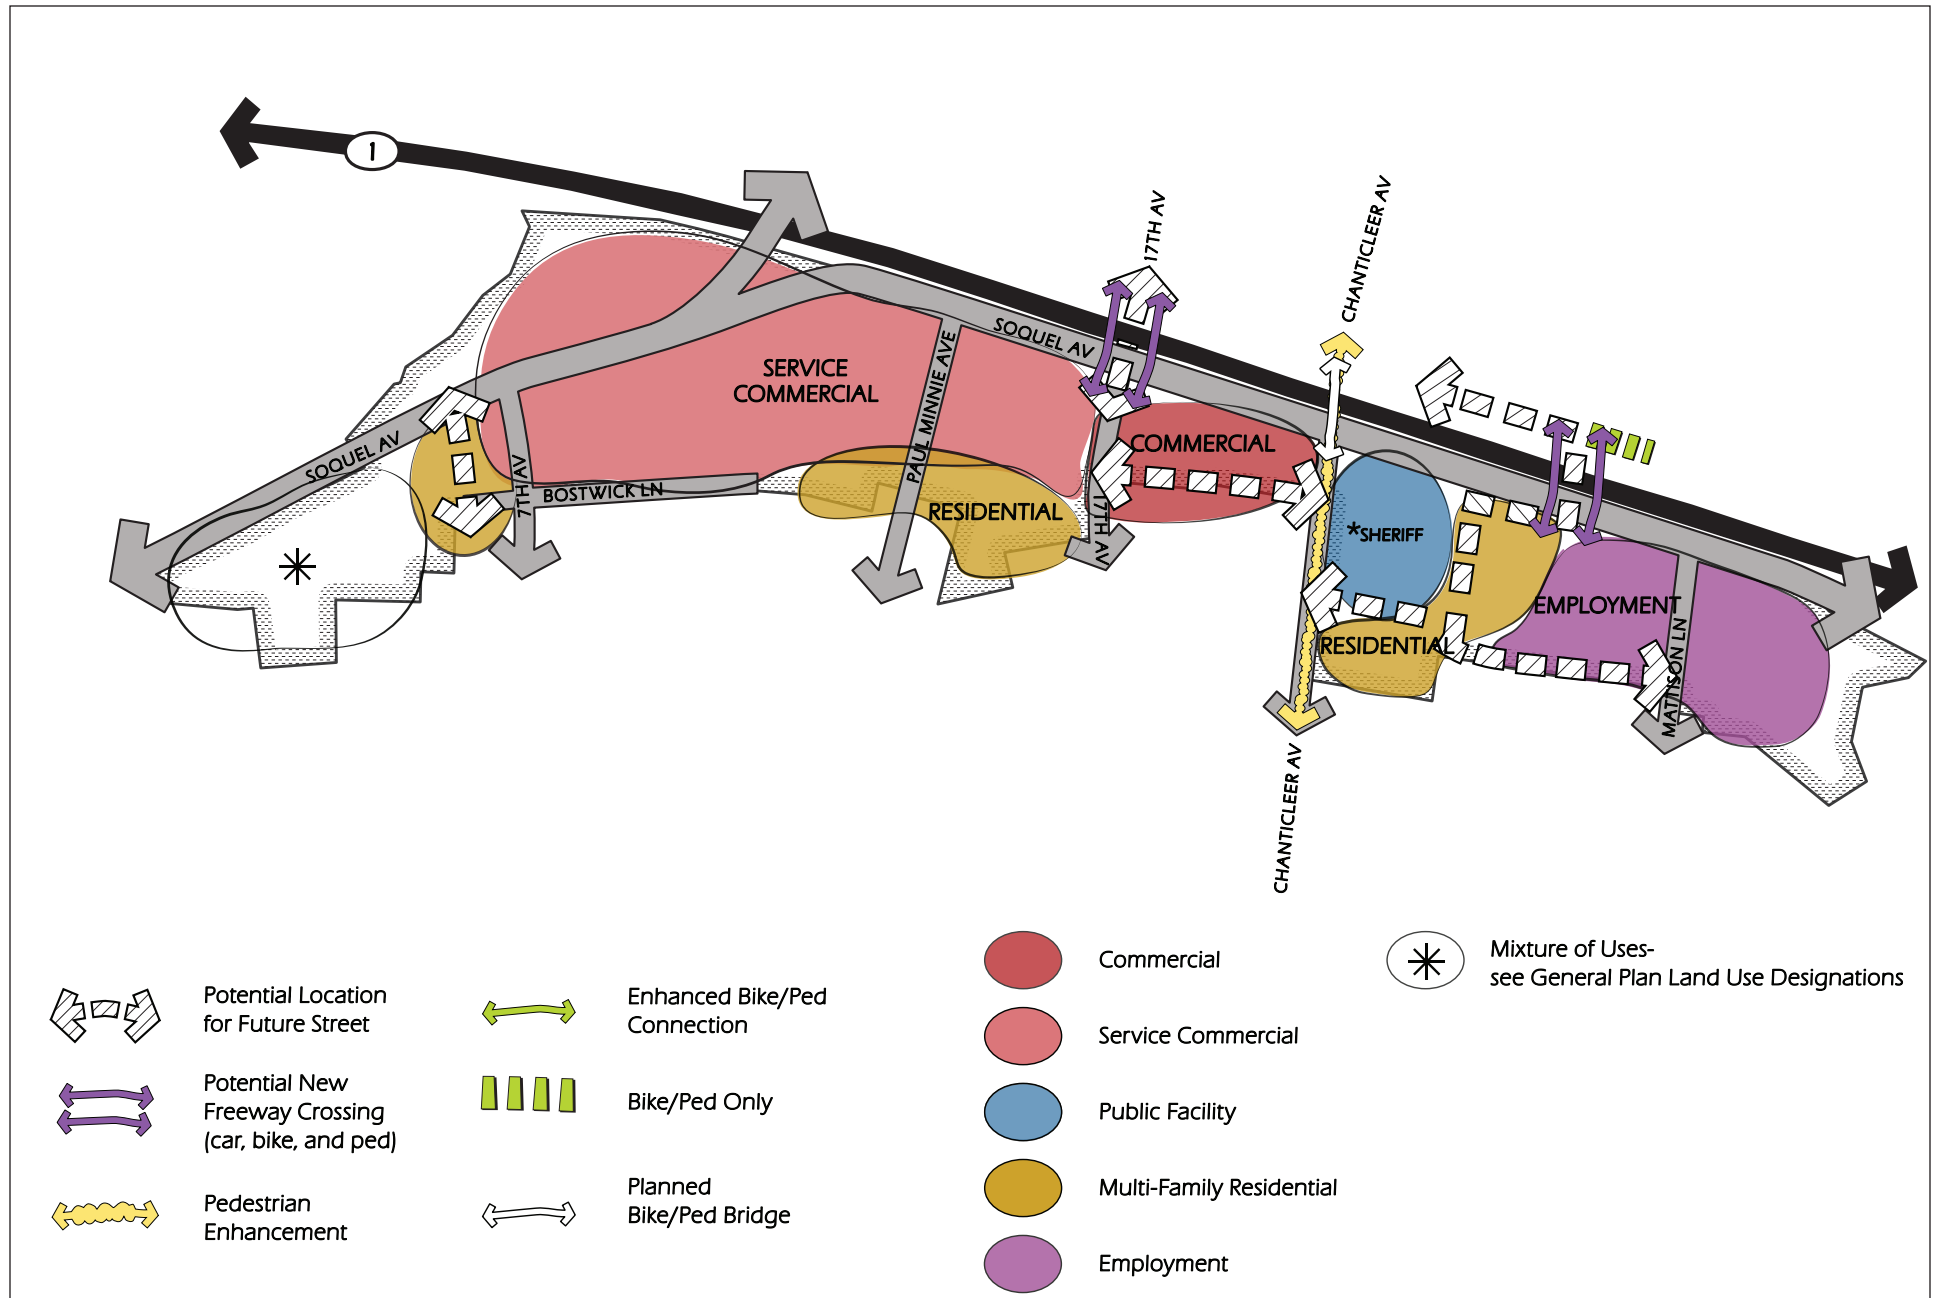 1
17TH AV
CHANTICLEER AV
SOQUEL AV
SERVICE
COMMERCIAL
PAUL MINNIE AVE
COMMERCIAL
SOQUEL AV
7TH AV
BOSTWICK LN
RESIDENTIAL
17TH AV
*SHERIFF
EMPLOYMENT
RESIDENTIAL
MATTISON LN
CHANTICLEER AV
Potential Location
for Future Street
Potential New
Freeway Crossing
(car, bike, and ped)
Pedestrian
Enhancement
Enhanced Bike/Ped
Connection
Bike/Ped Only
Planned
Bike/Ped Bridge
Commercial
Service Commercial
Public Facility
Multi-Family Residential
Employment
Mixture of Uses-
see General Plan Land Use Designations